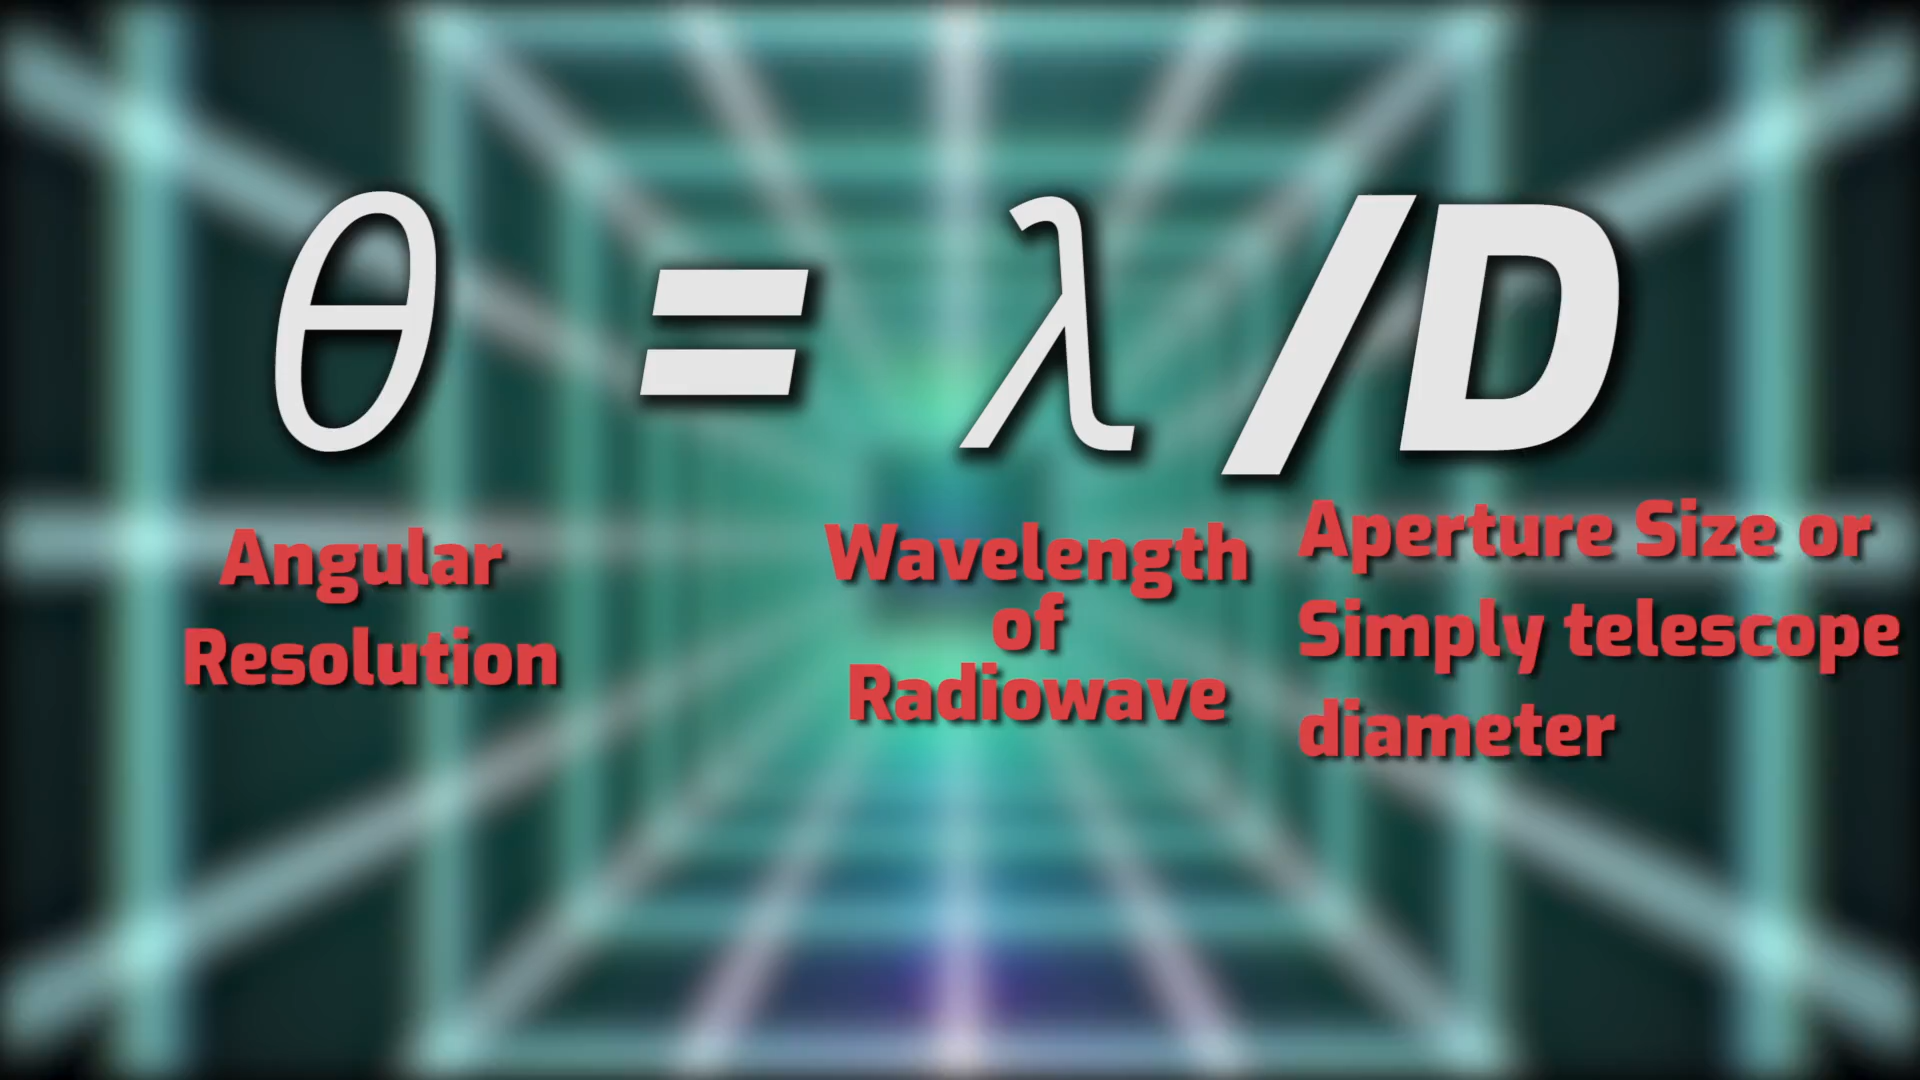 θ = λ /D
Angular
Resolution
Wavelength
of
Radiowave
Aperture Size or
Simply telescope
diameter